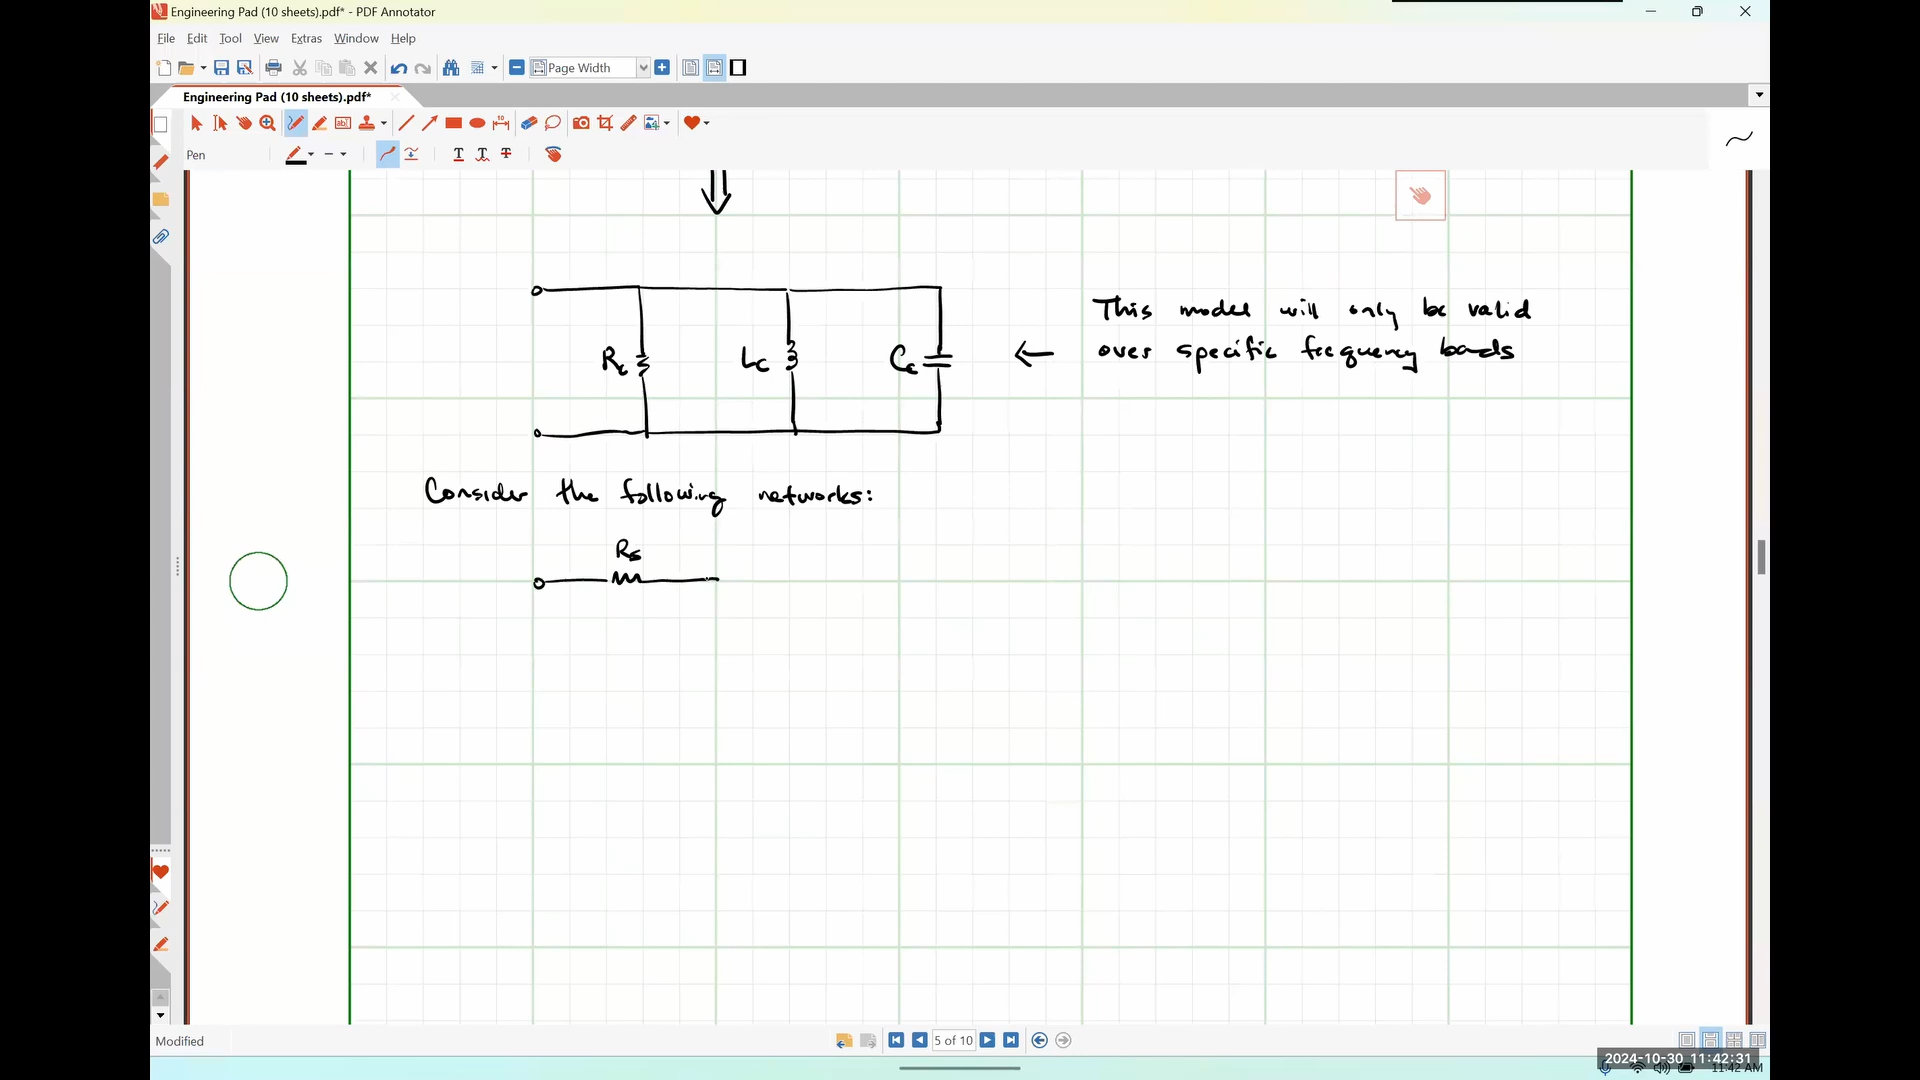 Engineering Pad (10 sheets).pdf* - PDF Annotator
File Edit Tool View Extras Window Help
Page Width
Engineering Pad (10 sheets).pdf*
Pen
This model will only be valid
over specific frequency bands
Rc Lc Cc
Consider the following networks:
Rs
Modified
5 of 10
2024-10-30 11:42:31
11:42 AM